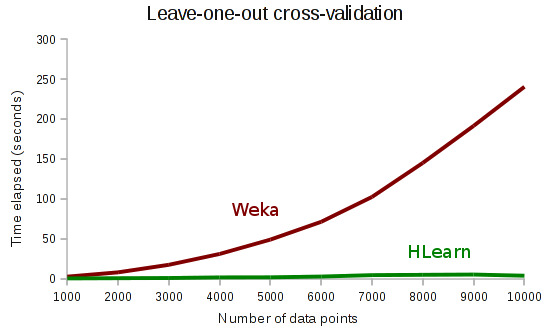 Leave-one-out cross-validation
300
250
200
150
100
50
0
Time elapsed (seconds)
Weka
HLearn
1000 2000 3000 4000 5000 6000 7000 8000 9000 10000
Number of data points